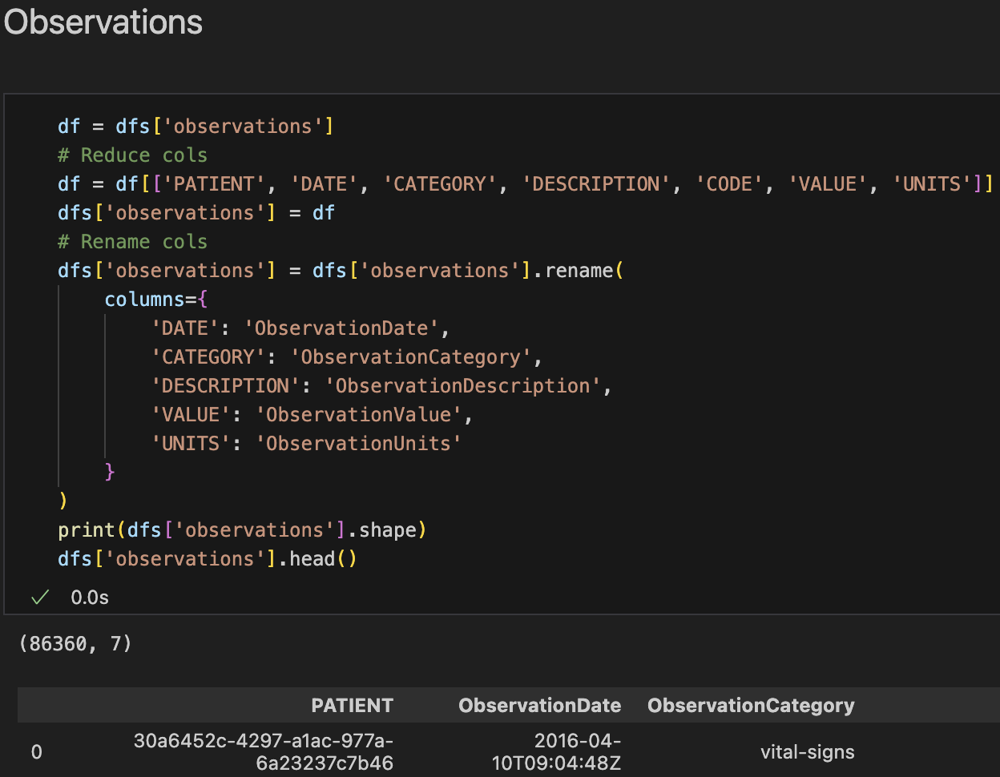 Observations
df = dfs['observations']
# Reduce cols
df = df[['PATIENT', 'DATE', 'CATEGORY', 'DESCRIPTION', 'CODE', 'VALUE', 'UNITS']]
dfs['observations'] = df
# Rename cols
dfs['observations'] = dfs['observations'].rename(
    columns={
        'DATE': 'ObservationDate',
        'CATEGORY': 'ObservationCategory',
        'DESCRIPTION': 'ObservationDescription',
        'VALUE': 'ObservationValue',
        'UNITS': 'ObservationUnits'
    }
)
print(dfs['observations'].shape)
dfs['observations'].head()
✓ 0.0s
(86360, 7)
PATIENT ObservationDate ObservationCategory
0 30a6452c-4297-a1ac-977a- 2016-04- vital-signs
6a23237c7b46 10T09:04:48Z